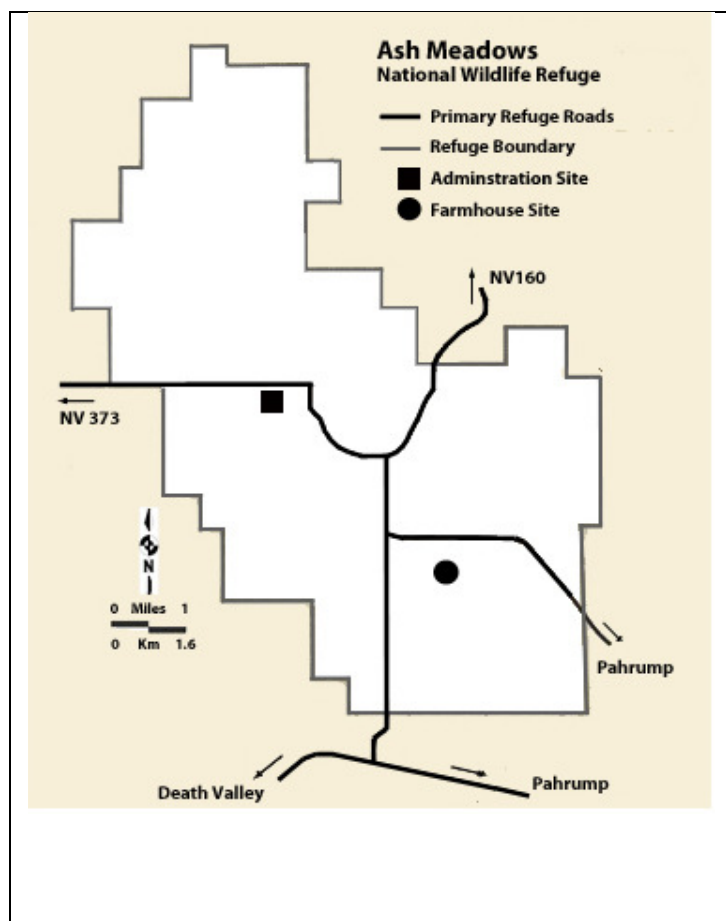 Ash Meadows
National Wildlife Refuge
Primary Refuge Roads
Refuge Boundary
Adminstration Site
Farmhouse Site
NV160
NV 373
N
0 Miles 1
0 Km 1.6
Pahrump
Death Valley
Pahrump